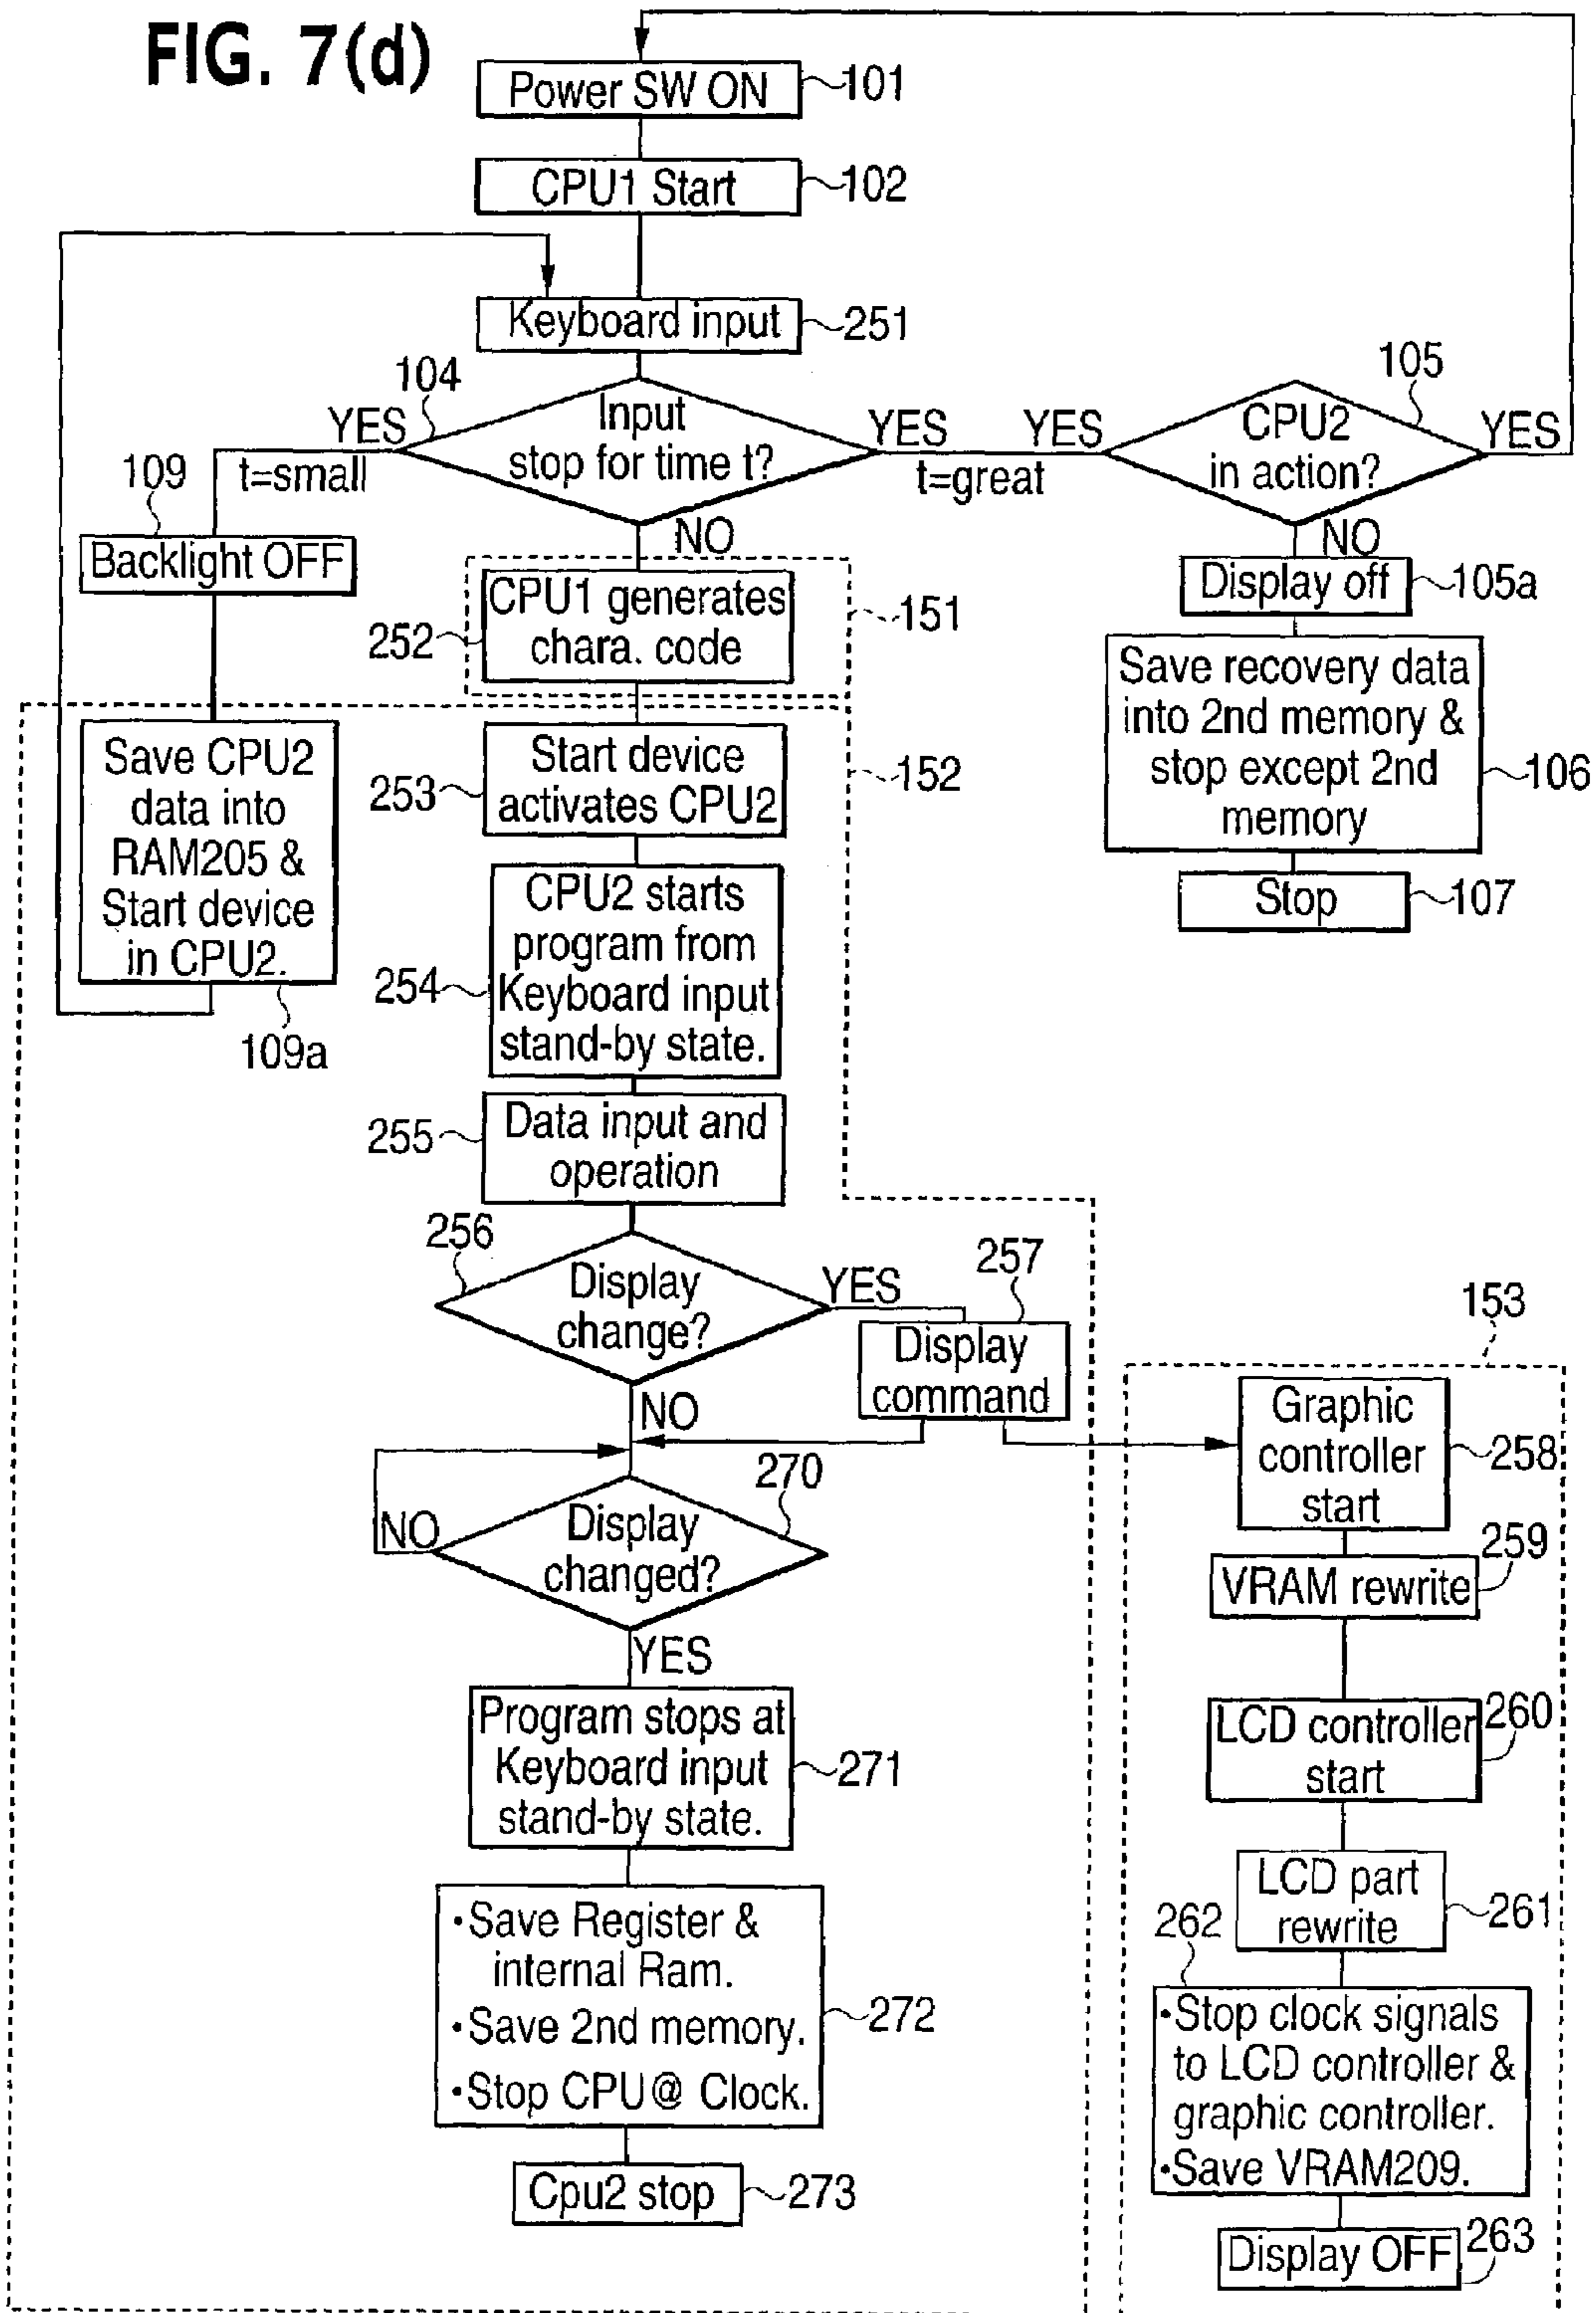 FIG. 7(d)
Power SW ON
101
CPU1 Start
102
Keyboard input
251
104
Input
stop for time t?
YES
t=small
YES
t=great
YES
105
CPU2
in action?
YES
109
Backlight OFF
NO
NO
Display off
105a
CPU1 generates
chara. code
252
151
Save recovery data
into 2nd memory &
stop except 2nd
memory
106
Stop
107
Save CPU2
data into
RAM205 &
Start device
in CPU2.
109a
Start device
activates CPU2
253
152
CPU2 starts
program from
Keyboard input
stand-by state.
254
Data input and
operation
255
256
Display
change?
YES
257
Display
command
NO
270
Display
changed?
NO
YES
Program stops at
Keyboard input
stand-by state.
271
•Save Register &
internal Ram.
•Save 2nd memory.
•Stop CPU@ Clock.
272
Cpu2 stop
273
153
Graphic
controller
start
258
259
VRAM rewrite
LCD controller
start
260
LCD part
rewrite
261
262
•Stop clock signals
to LCD controller &
graphic controller.
•Save VRAM209.
Display OFF
263